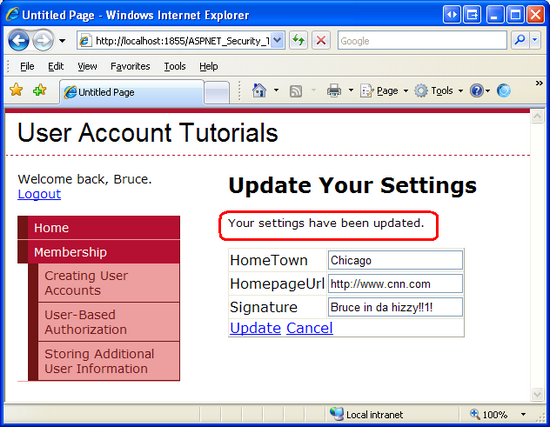 Untitled Page - Windows Internet Explorer
http://localhost:1855/ASPNET_Security_T
Google
File Edit View Favorites Tools Help
Untitled Page
Page Tools
User Account Tutorials
Welcome back, Bruce.
Logout
Home
Membership
Creating User
Accounts
User-Based
Authorization
Storing Additional
User Information
Update Your Settings
Your settings have been updated.
HomeTown Chicago
HomepageUrl http://www.cnn.com
Signature Bruce in da hizzy!!1!
Update Cancel
Local intranet 100%